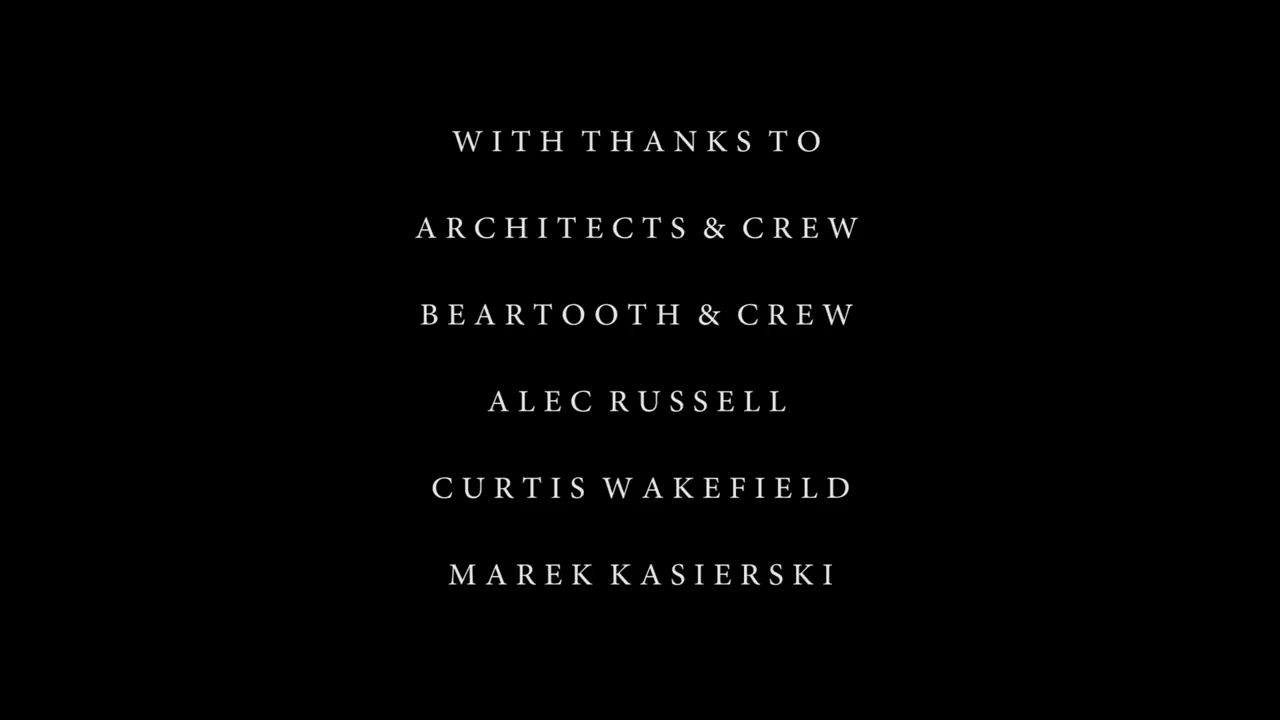 WITH THANKS TO
ARCHITECTS & CREW
BEARTOOTH & CREW
ALEC RUSSELL
CURTIS WAKEFIELD
MAREK KASIERSKI